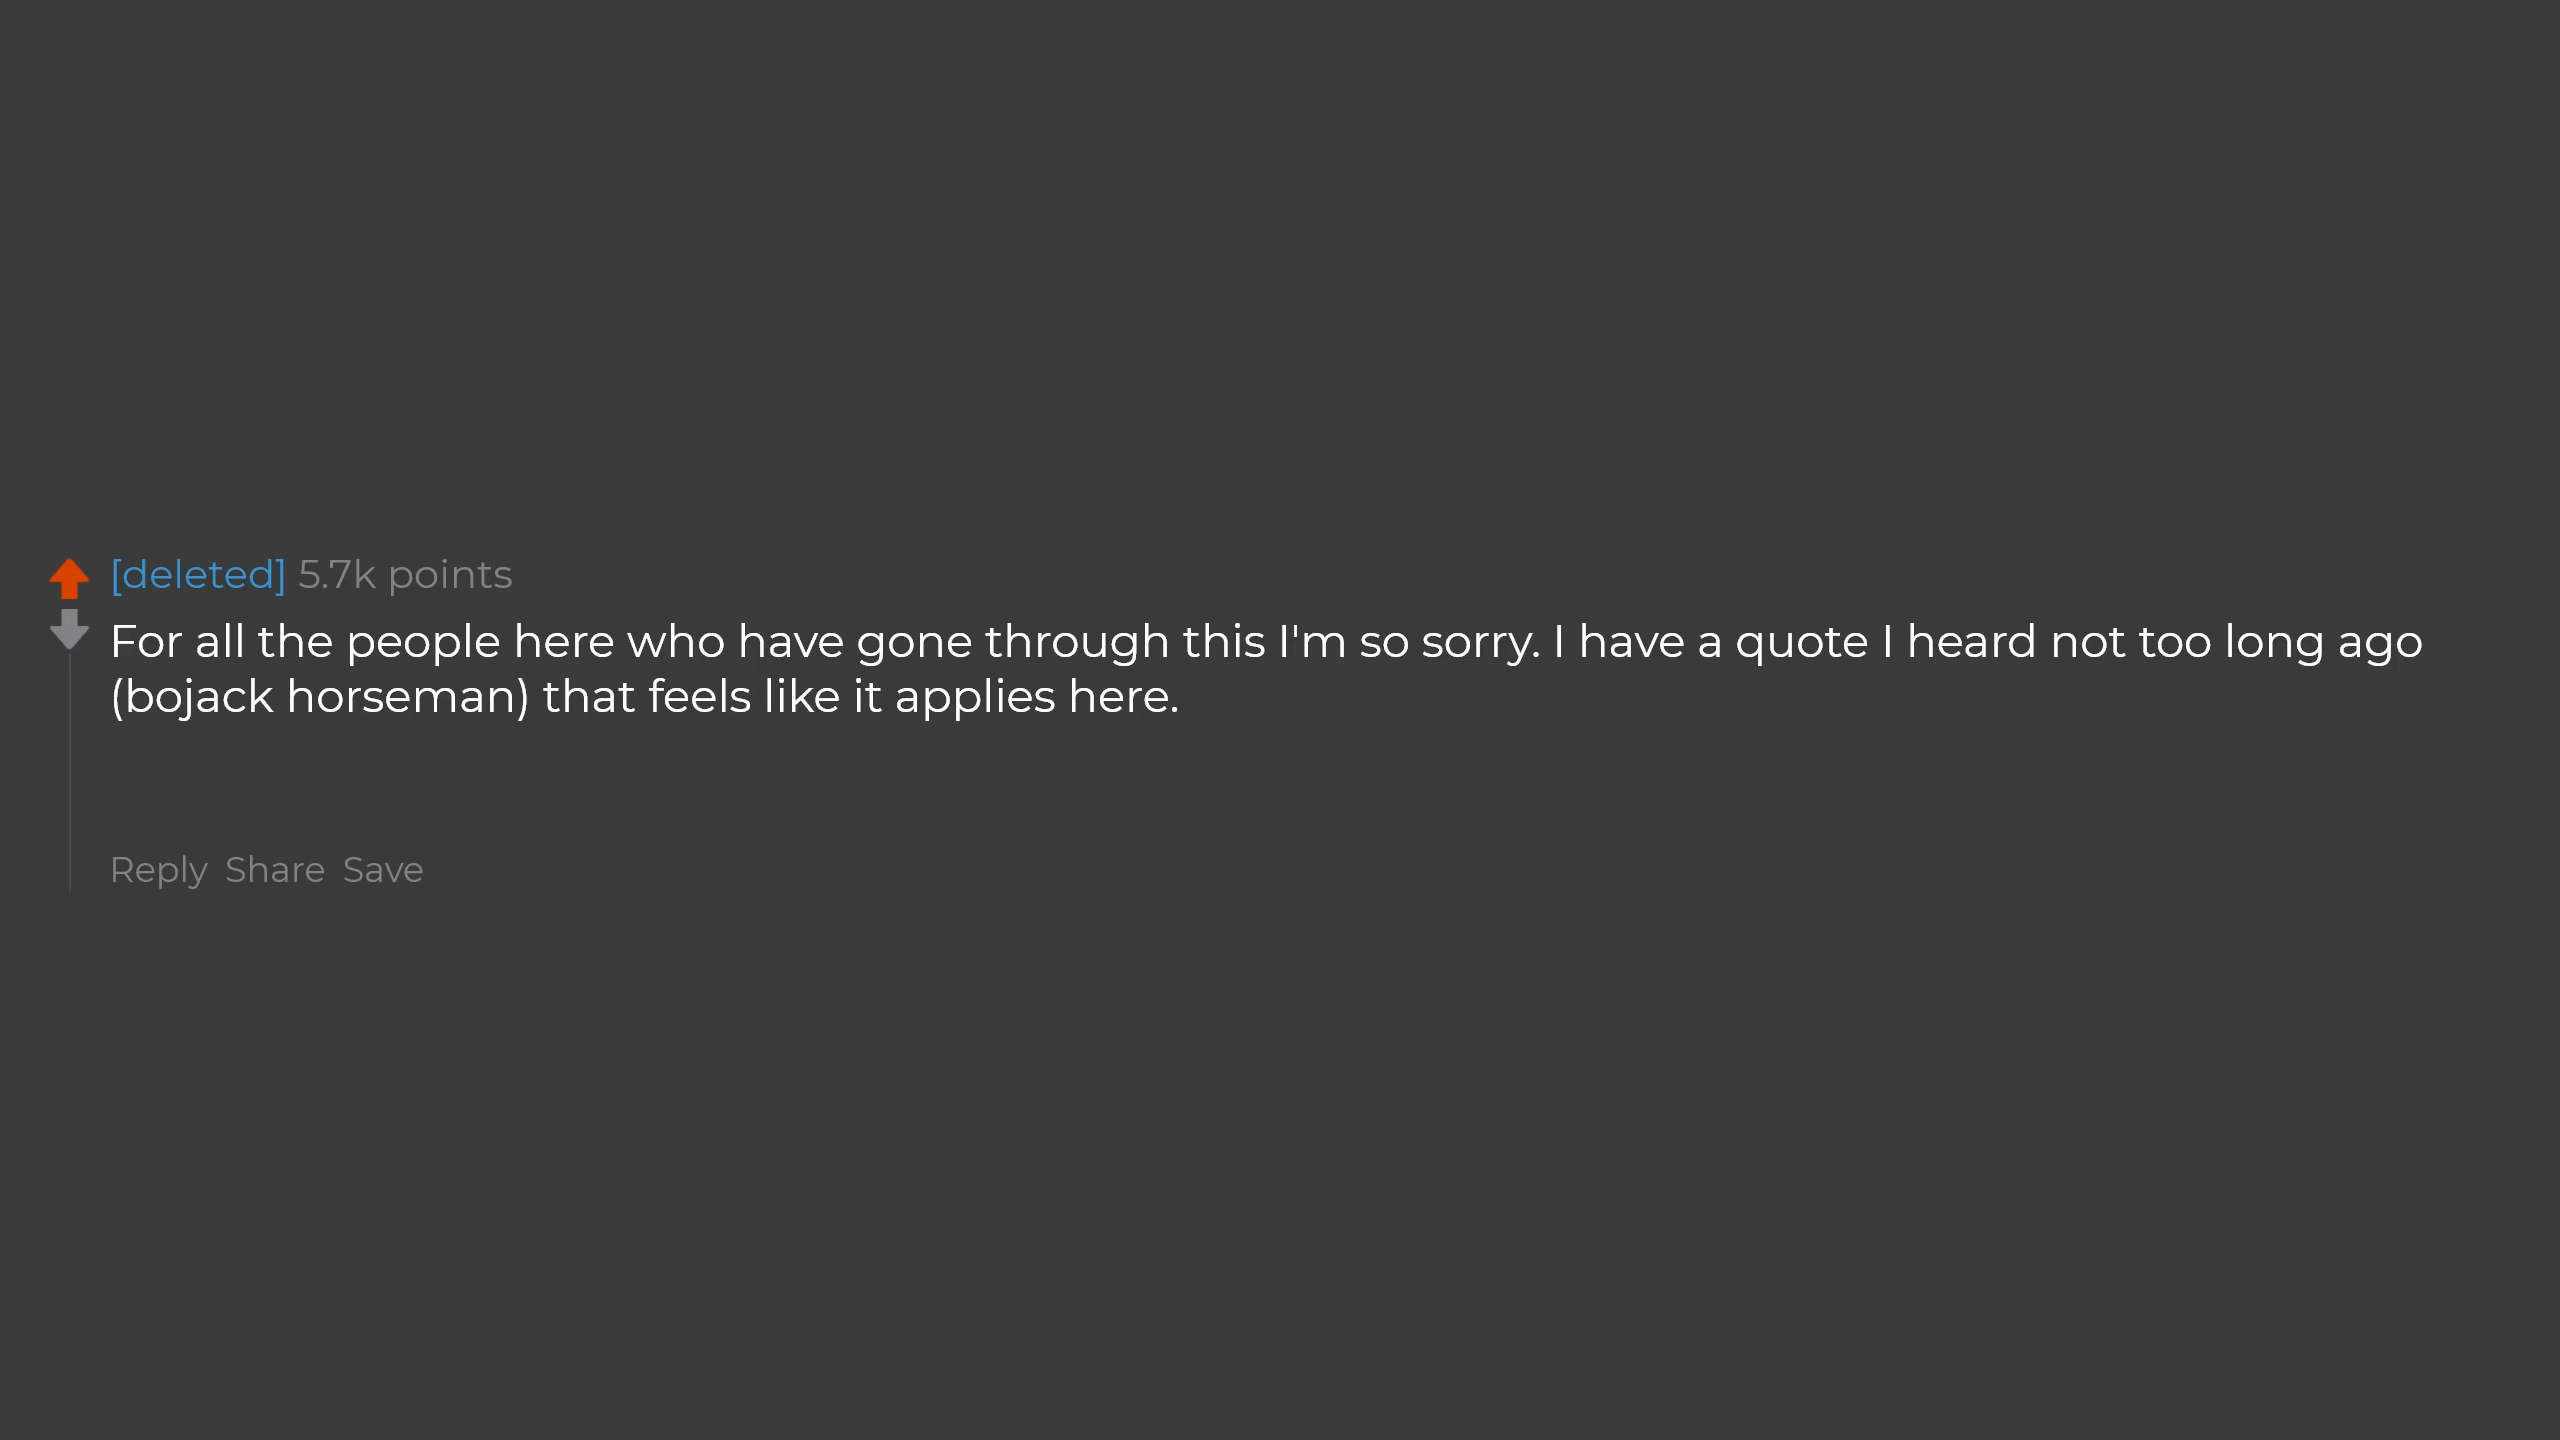 [deleted] 5.7k points
For all the people here who have gone through this I'm so sorry. I have a quote I heard not too long ago
(bojack horseman) that feels like it applies here.
Reply Share Save